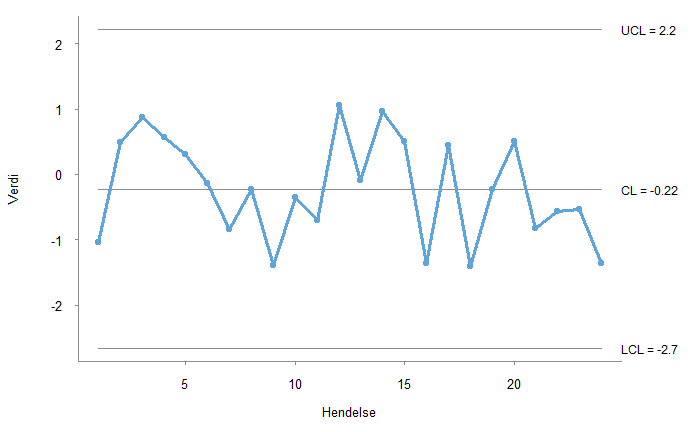 UCL = 2.2
2
1
0
CL = -0.22
-1
-2
LCL = -2.7
5
10
15
20
Verdi
Hendelse